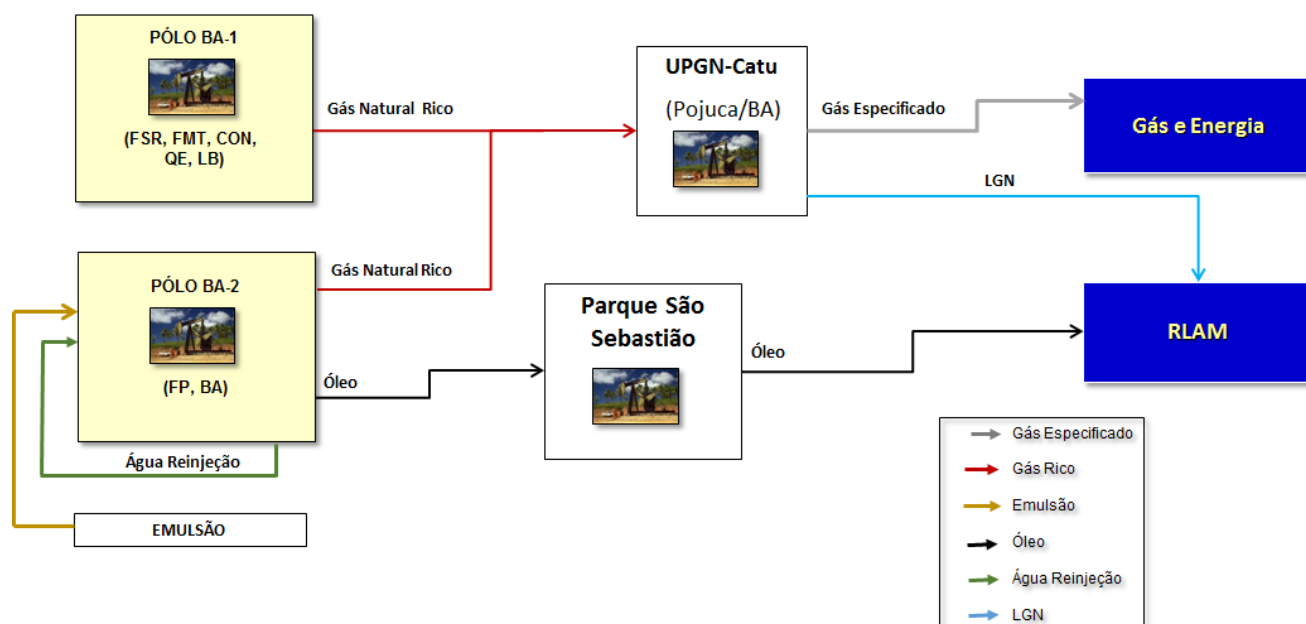 PÓLO BA-1
(FSR, FMT, CON,
QE, LB)
Gás Natural Rico
UPGN-Catu
(Pojuca/BA)
Gás Especificado
Gás e Energia
LGN
PÓLO BA-2
(FP, BA)
Gás Natural Rico
Óleo
Parque São
Sebastião
Óleo
RLAM
Água Reinjeção
EMULSÃO
Gás Especificado
Gás Rico
Emulsão
Óleo
Água Reinjeção
LGN